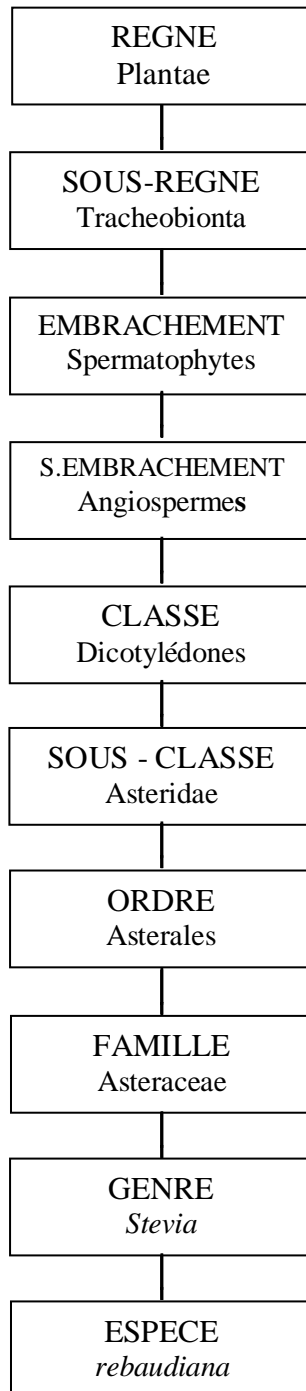 REGNE
Plantae
SOUS-REGNE
Tracheobionta
EMBRACHEMENT
Spermatophytes
S.EMBRACHEMENT
Angiospermes
CLASSE
Dicotylédones
SOUS - CLASSE
Asteridae
ORDRE
Asterales
FAMILLE
Asteraceae
GENRE
Stevia
ESPECE
rebaudiana